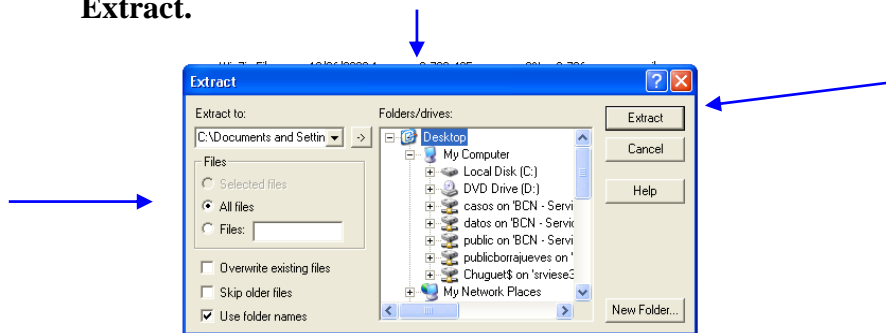 Extract.
Extract
Extract to:
C:\Documents and Settin
->
Files
Selected files
All files
Files:
Overwrite existing files
Skip older files
Use folder names
Folders/drives:
Desktop
My Computer
Local Disk (C:)
DVD Drive (D:)
casos on 'BCN - Servi
datos on 'BCN - Servic
public on 'BCN - Servi
publicborrajueves on '
Chuguet$ on 'srviese3
My Network Places
Extract
Cancel
Help
New Folder...